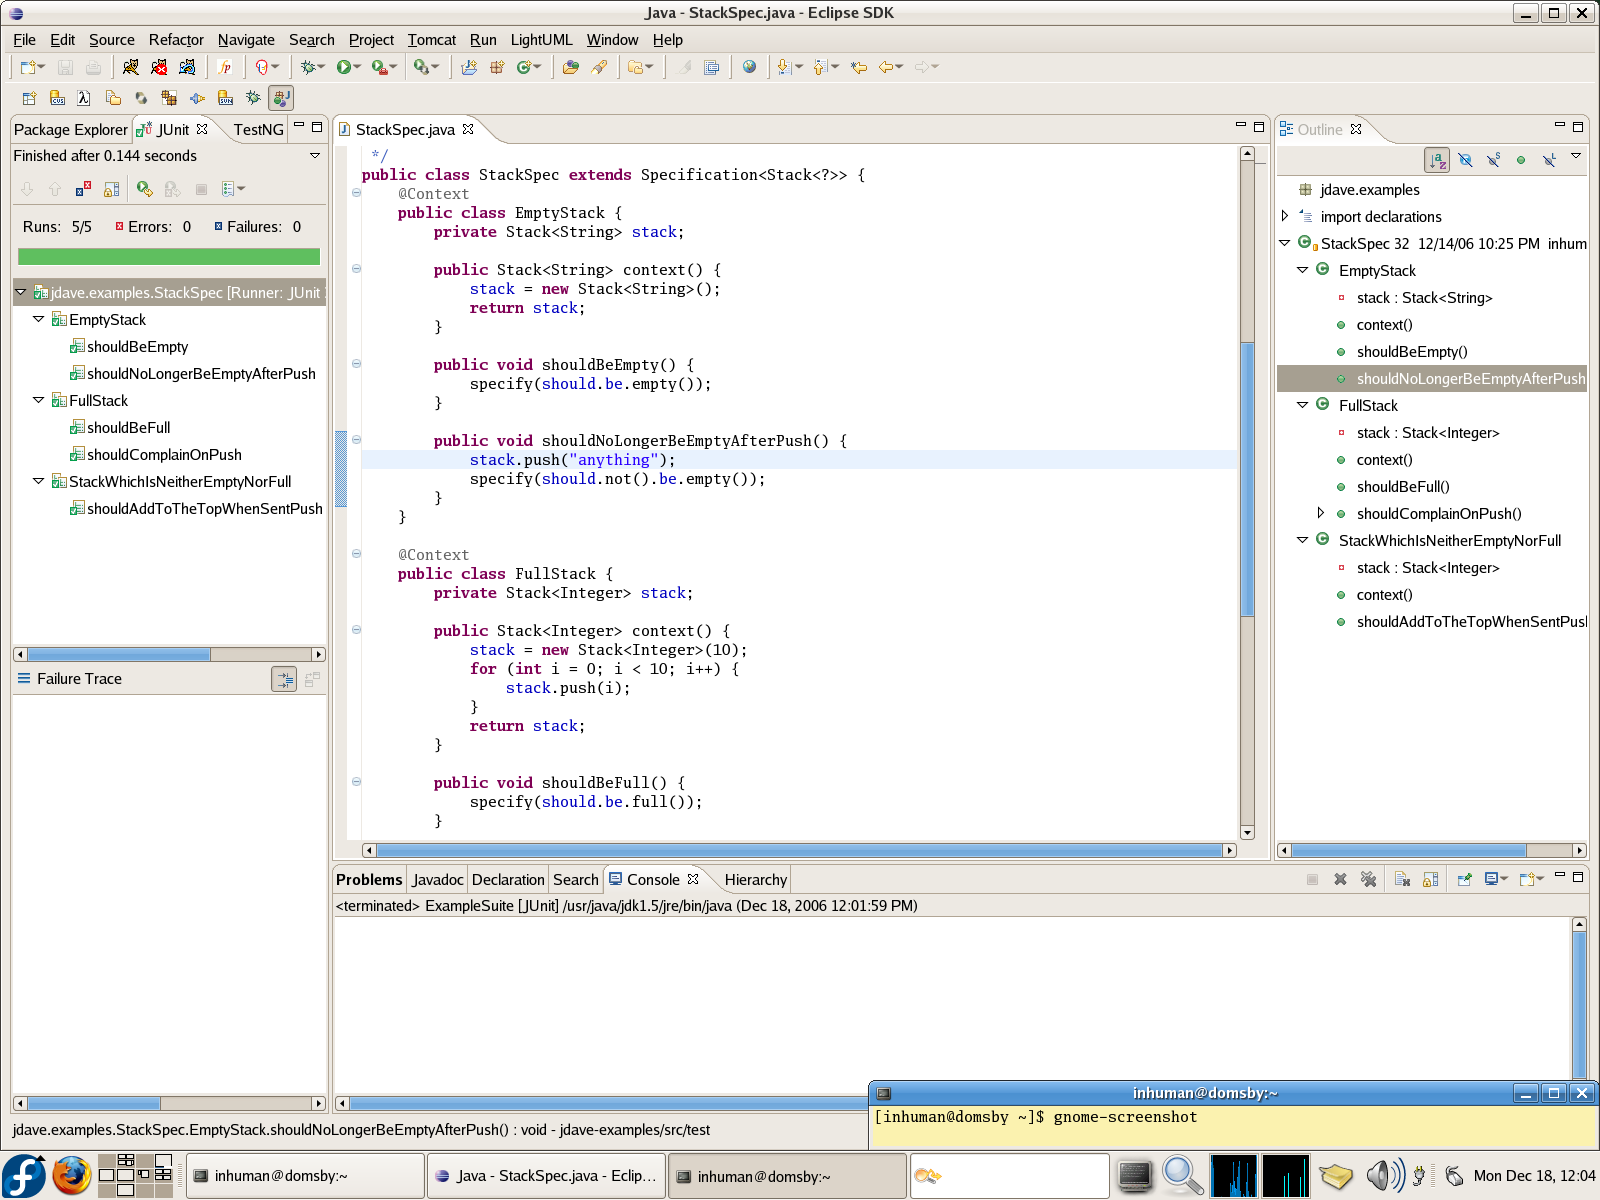 Java - StackSpec.java - Eclipse SDK
File Edit Source Refactor Navigate Search Project Tomcat Run LightUML Window Help
Package Explorer JUnit TestNG
Finished after 0.144 seconds
Runs: 5/5 Errors: 0 Failures: 0
jdave.examples.StackSpec [Runner: JUnit
EmptyStack
shouldBeEmpty
shouldNoLongerBeEmptyAfterPush
FullStack
shouldBeFull
shouldComplainOnPush
StackWhichIsNeitherEmptyNorFull
shouldAddToTheTopWhenSentPush
Failure Trace
StackSpec.java
*/
public class StackSpec extends Specification<Stack<?>> {
@Context
public class EmptyStack {
private Stack<String> stack;
public Stack<String> context() {
stack = new Stack<String>();
return stack;
}
public void shouldBeEmpty() {
specify(should.be.empty());
}
public void shouldNoLongerBeEmptyAfterPush() {
stack.push("anything");
specify(should.not().be.empty());
}
}
@Context
public class FullStack {
private Stack<Integer> stack;
public Stack<Integer> context() {
stack = new Stack<Integer>(10);
for (int i = 0; i < 10; i++) {
stack.push(i);
}
return stack;
}
public void shouldBeFull() {
specify(should.be.full());
}
Outline
jdave.examples
import declarations
StackSpec 32 12/14/06 10:25 PM inhum
EmptyStack
stack : Stack<String>
context()
shouldBeEmpty()
shouldNoLongerBeEmptyAfterPush
FullStack
stack : Stack<Integer>
context()
shouldBeFull()
shouldComplainOnPush()
StackWhichIsNeitherEmptyNorFull
stack : Stack<Integer>
context()
shouldAddToTheTopWhenSentPush
Problems Javadoc Declaration Search Console Hierarchy
<terminated> ExampleSuite [JUnit] /usr/java/jdk1.5/jre/bin/java (Dec 18, 2006 12:01:59 PM)
inhuman@domsby:~
[inhuman@domsby ~]$ gnome-screenshot
jdave.examples.StackSpec.EmptyStack.shouldNoLongerBeEmptyAfterPush() : void - jdave-examples/src/test
inhuman@domsby:~ Java - StackSpec.java - Eclip... inhuman@domsby:~ Mon Dec 18, 12:04